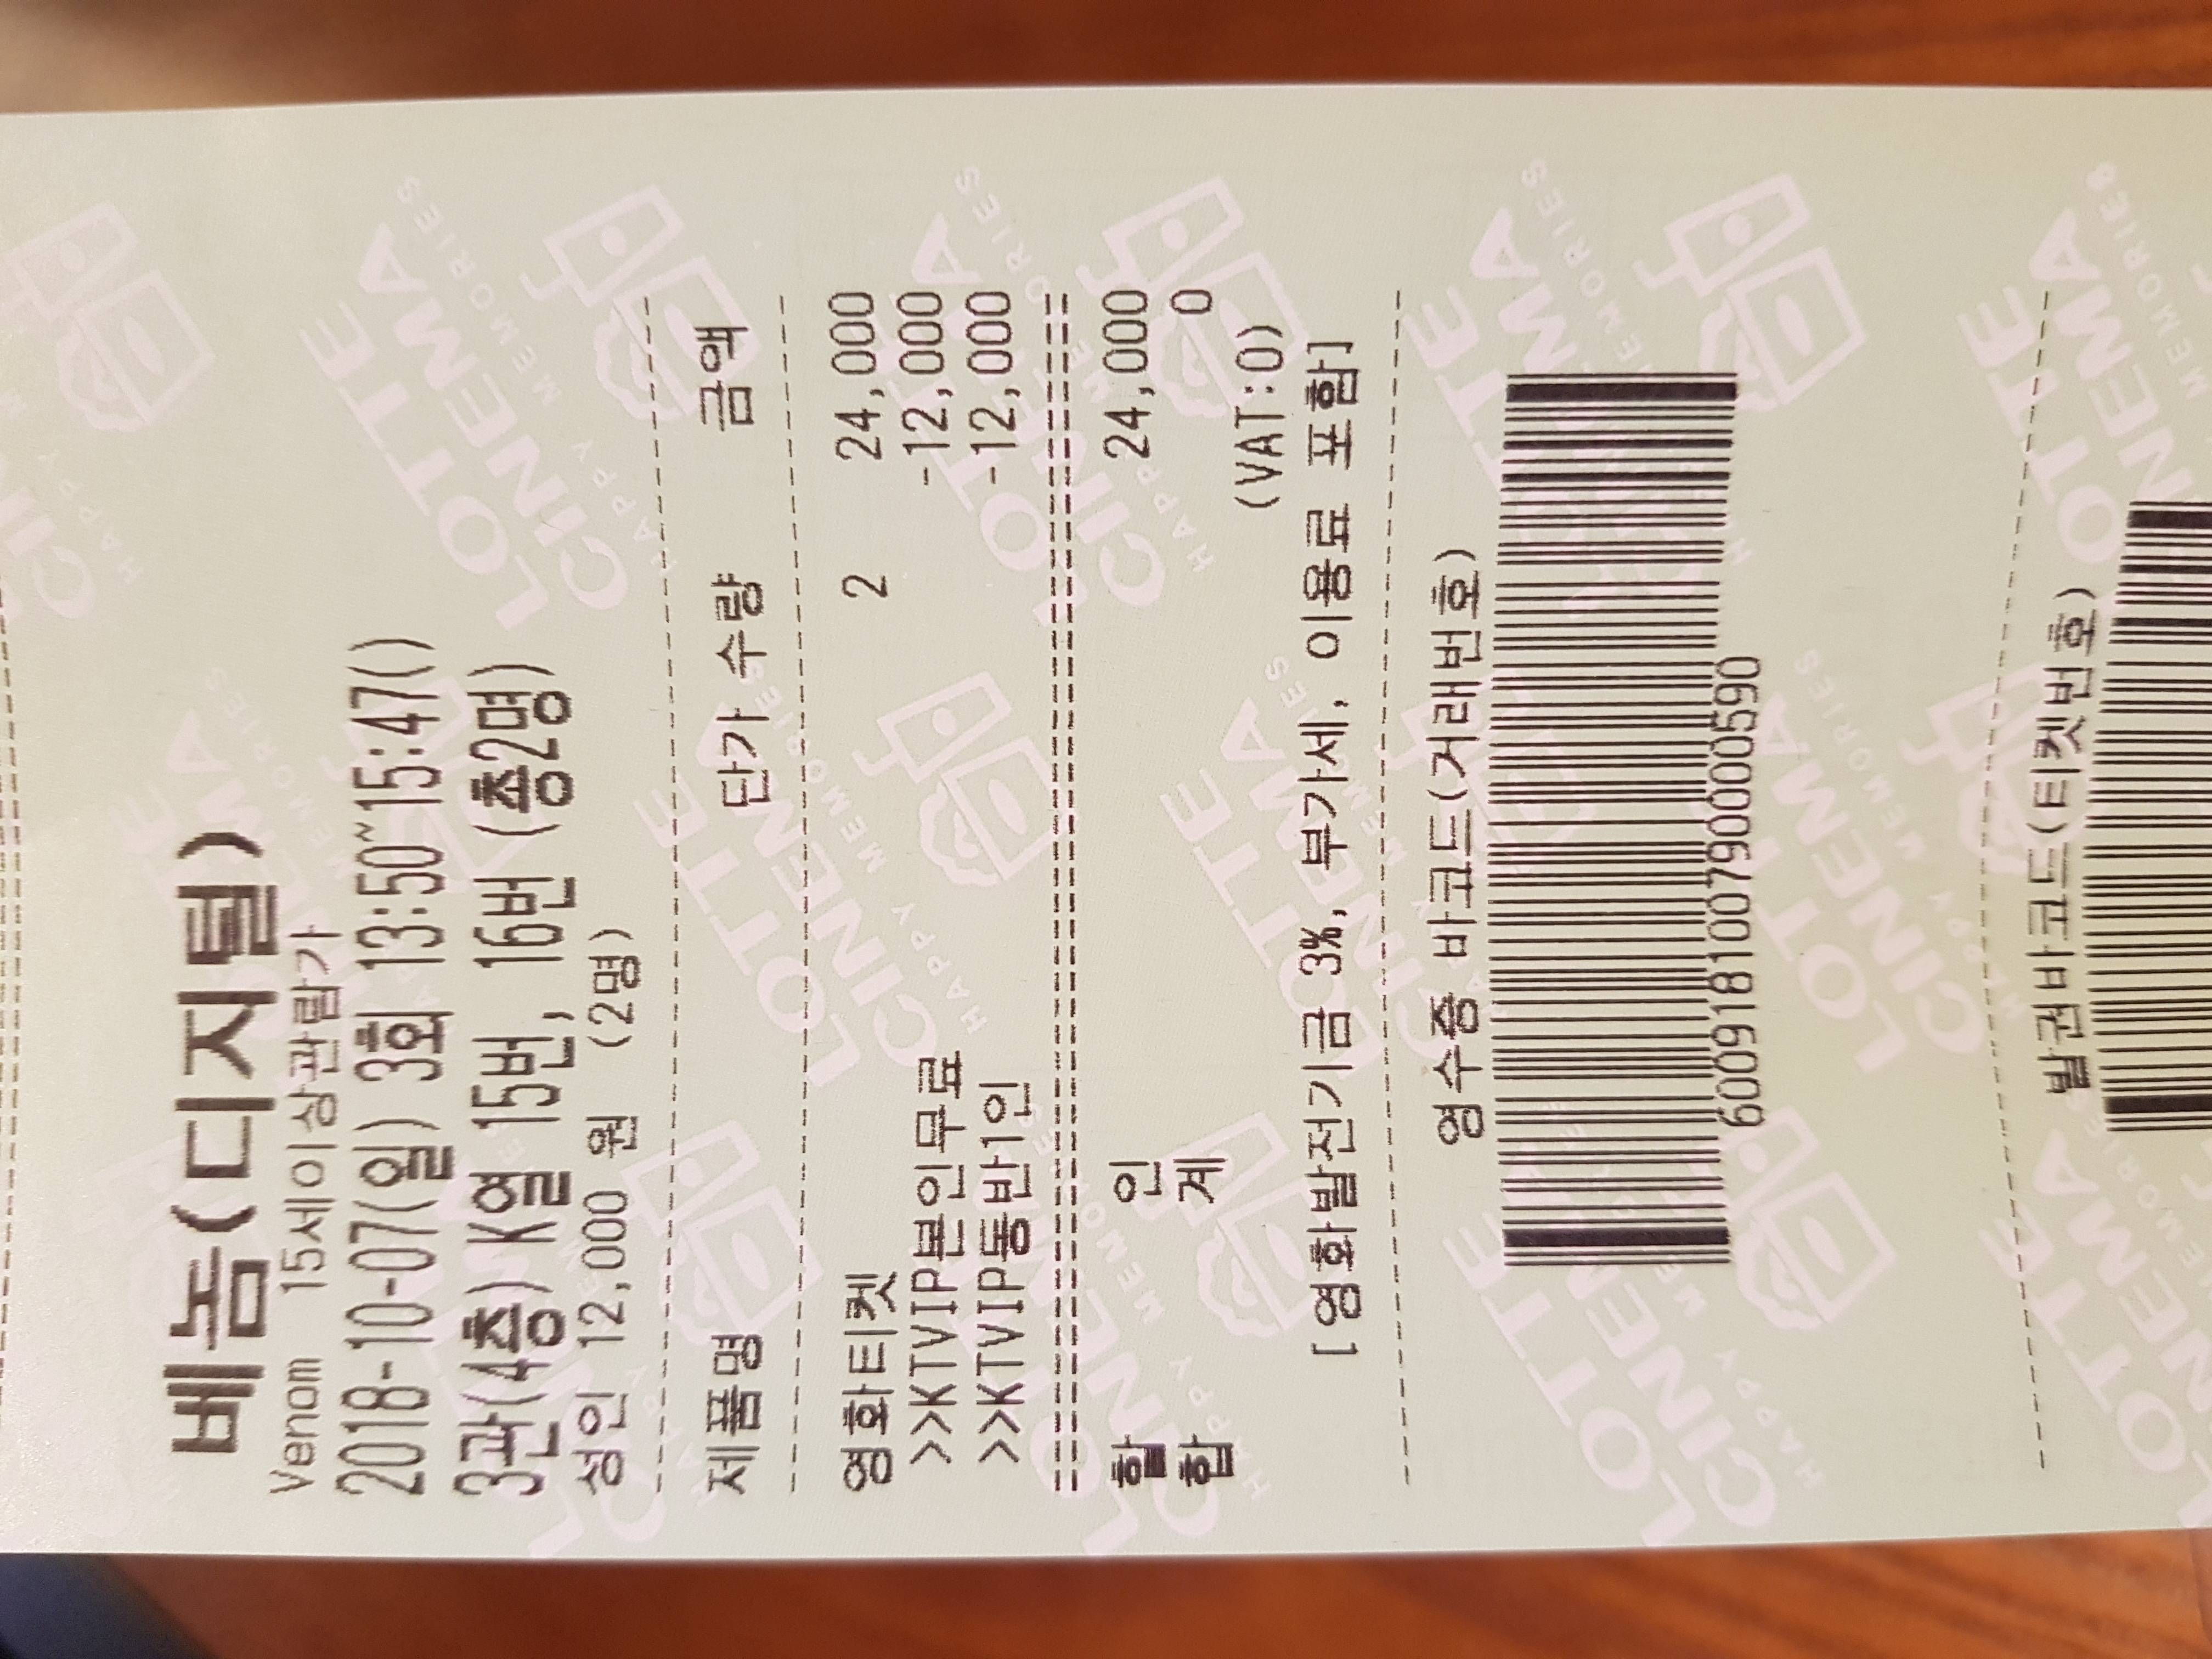 베놈(디지털)
Venom 15세이상관람가
2018-10-07(일) 3회 13:50~15:47()
3관(4층) K열 15번, 16번 (총2명)
성인 12,000 원 (2명)
제품명 단가 수량 금액
영화티켓 2 24,000
>>KTVIP본인무료 -12,000
>>KTVIP동반1인 -12,000
할 인 24,000
합 계 0
(VAT:0)
[영화발전기금 3%, 부가세, 이용료 포함]
영수증 바코드(거래번호)
6009181007900000590
발권바코드(티켓번호)
LOTTE
CINEMA
HAPPY MEMORIES